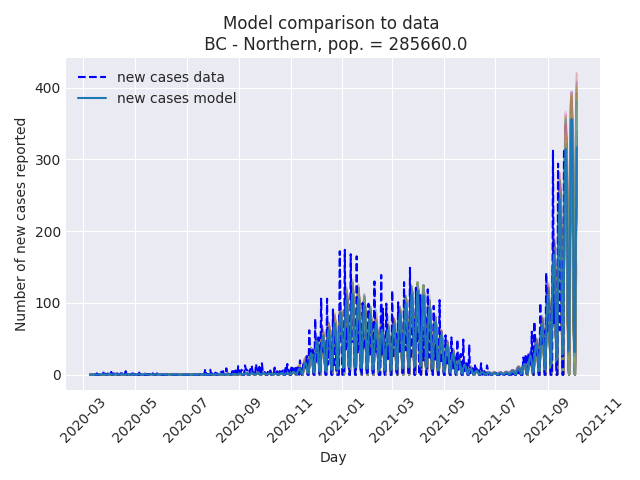 Model comparison to data
BC - Northern, pop. = 285660.0
new cases data
new cases model
Number of new cases reported
400
300
200
100
0
2020-03
2020-05
2020-07
2020-09
2020-11
2021-01
2021-03
2021-05
2021-07
2021-09
2021-11
Day